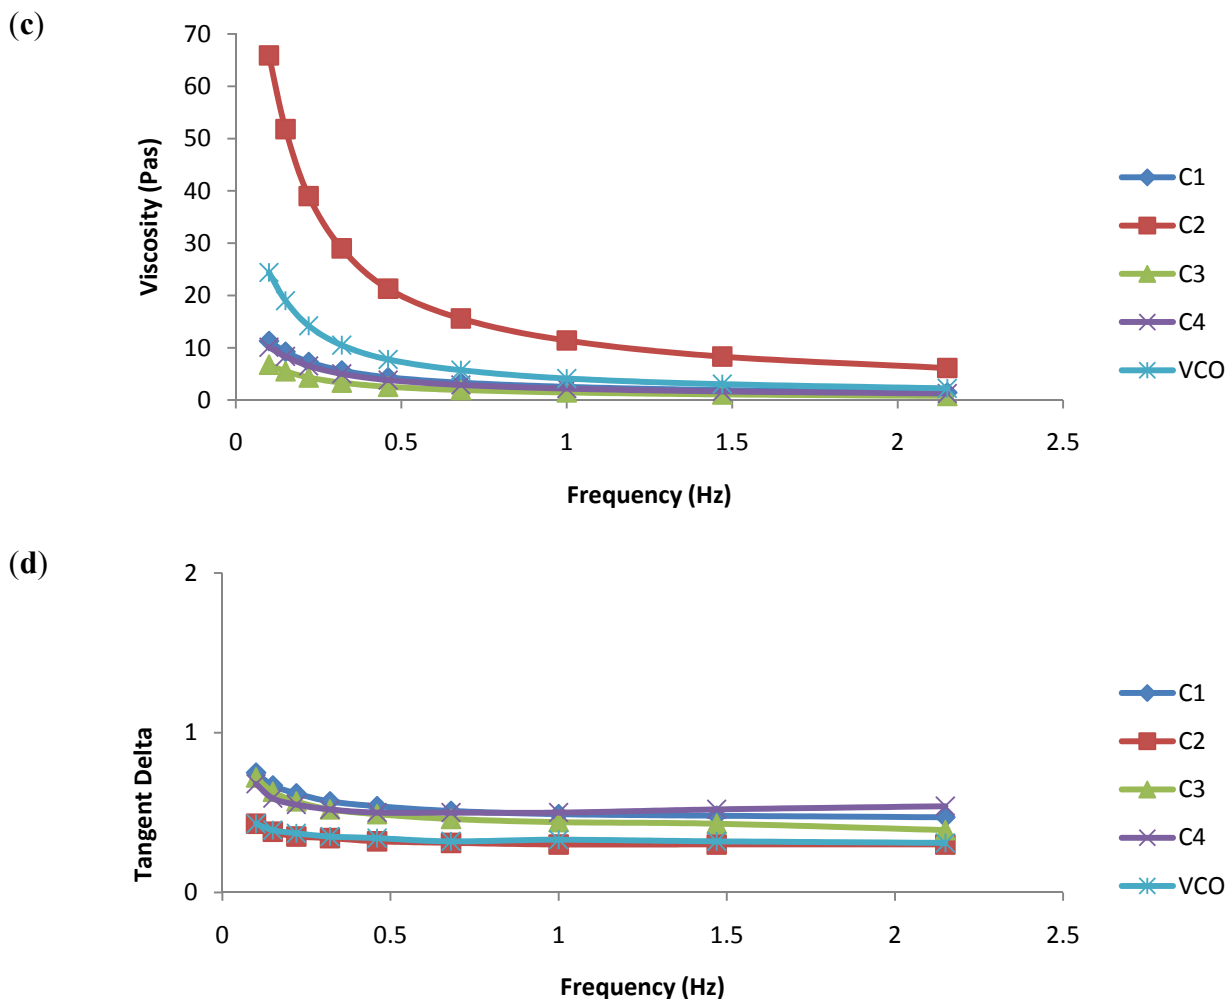 (c)
70
60
50
40
30
20
10
0
Viscosity (Pas)
0 0.5 1 1.5 2 2.5
Frequency (Hz)
C1
C2
C3
C4
VCO
(d)
2
1
0
Tangent Delta
0 0.5 1 1.5 2 2.5
Frequency (Hz)
C1
C2
C3
C4
VCO